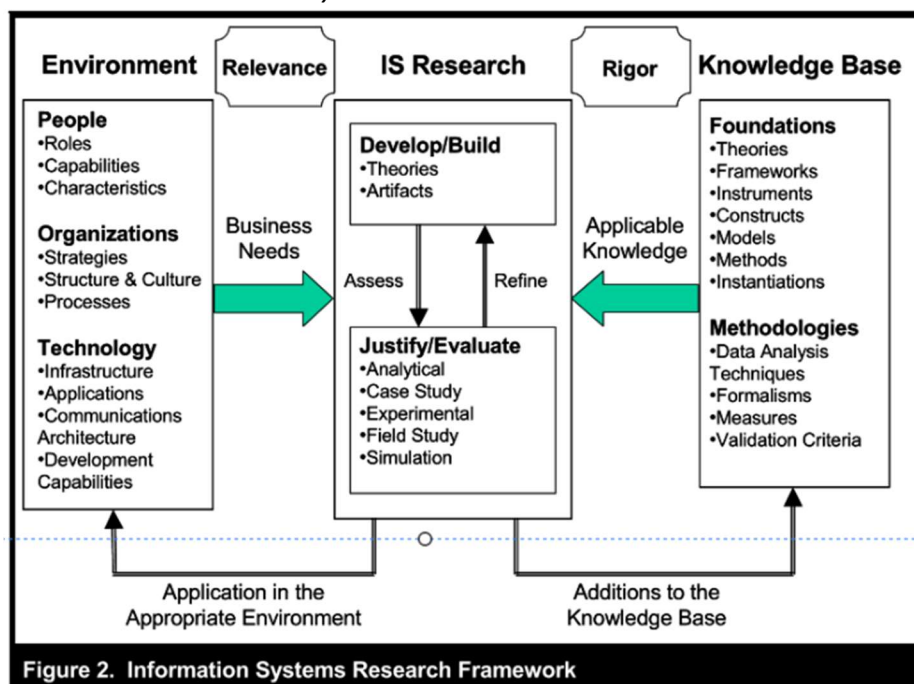 Environment
Relevance
IS Research
Rigor
Knowledge Base
People
•Roles
•Capabilities
•Characteristics
Organizations
•Strategies
•Structure & Culture
•Processes
Technology
•Infrastructure
•Applications
•Communications
Architecture
•Development
Capabilities
Business
Needs
Develop/Build
•Theories
•Artifacts
Assess
Refine
Justify/Evaluate
•Analytical
•Case Study
•Experimental
•Field Study
•Simulation
Applicable
Knowledge
Foundations
•Theories
•Frameworks
•Instruments
•Constructs
•Models
•Methods
•Instantiations
Methodologies
•Data Analysis
Techniques
•Formalisms
•Measures
•Validation Criteria
Application in the
Appropriate Environment
Additions to the
Knowledge Base
Figure 2. Information Systems Research Framework